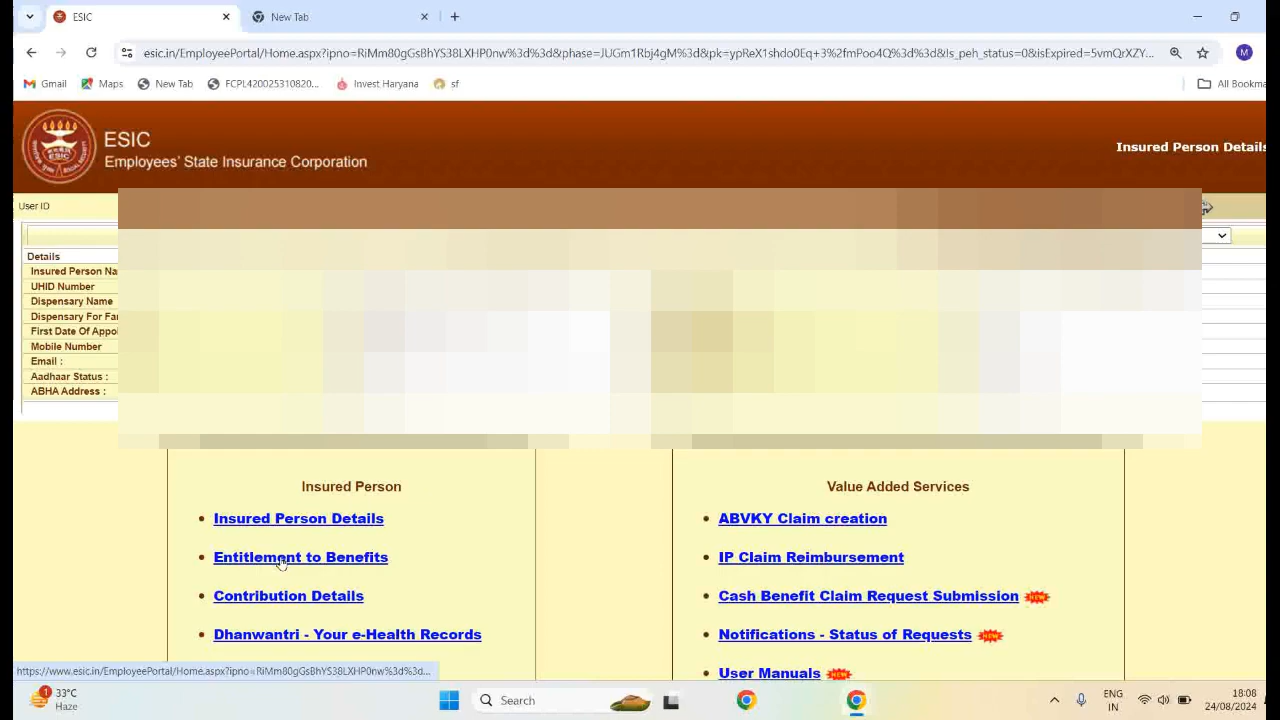 ESIC
New Tab
esic.in/EmployeePortal/Home.aspx?ipno=RiMm80gGsBhYS38LXHP0nw%3d%3d&phase=JUGm1Rbj4gM%3d&pk=ypReX1shdo0Eq+3%2fmPoo4Q%3d%3d&Is_peh_status=0&isExpired=5vmQrXZY...
M
Gmail
Maps
New Tab
FCPL420025310820...
Invest Haryana
sf
All Bookma
ESIC
Employees' State Insurance Corporation
Insured Person Details
User ID
Details
Insured Person Na
UHID Number
Dispensary Name
Dispensary For Fa
First Date Of Appo
Mobile Number
Email :
Aadhaar Status :
ABHA Address :
Insured Person
Insured Person Details
Entitlement to Benefits
Contribution Details
Dhanwantri - Your e-Health Records
Value Added Services
ABVKY Claim creation
IP Claim Reimbursement
Cash Benefit Claim Request Submission NEW
Notifications - Status of Requests NEW
User Manuals NEW
https://www.esic.in/EmployeePortal/Home.aspx?ipno=RiMm80gGsBhYS38LXHP0nw%3d%3d...
1
33°C
Haze
Search
ENG
IN
18:08
24/08/2024